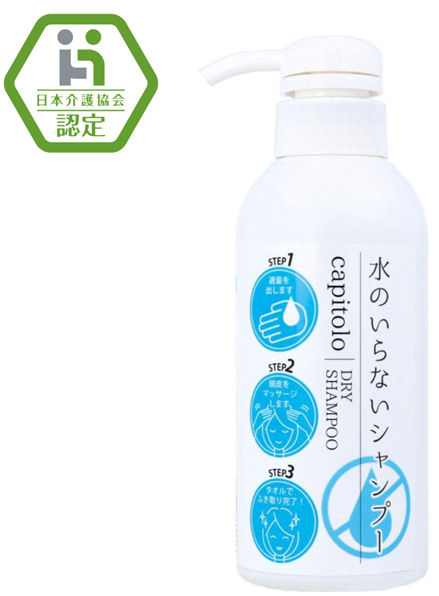 日本介護協会
認定
水のいらないシャンプー
capitolo
DRY
SHAMPOO
STEP1
適量を
出します
STEP2
頭皮を
マッサージ
します
STEP3
タオルで
ふき取り完了！